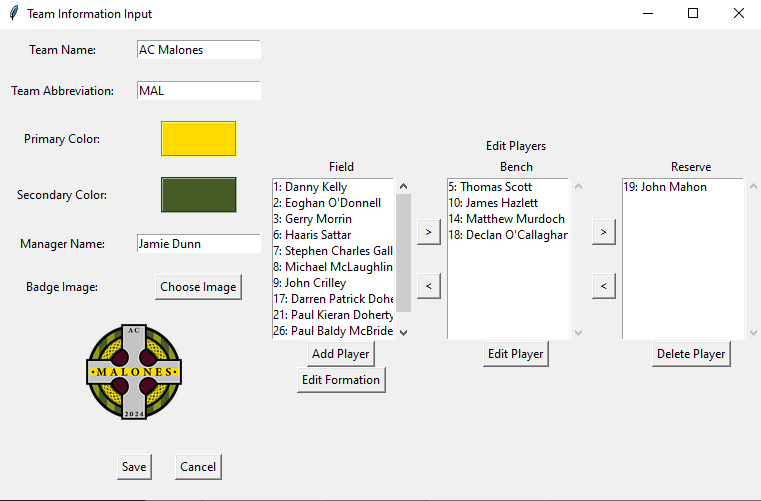 Team Information Input
Team Name:
AC Malones
Team Abbreviation:
MAL
Primary Color:
Secondary Color:
Manager Name:
Jamie Dunn
Badge Image:
Choose Image
AC
MALONES
2024
Save
Cancel
Edit Players
Field
1: Danny Kelly
2: Eoghan O'Donnell
3: Gerry Morrin
6: Haaris Sattar
7: Stephen Charles Gall
8: Michael McLaughlin
9: John Crilley
17: Darren Patrick Dohe
21: Paul Kieran Doherty
26: Paul Baldy McBride
Add Player
Edit Formation
>
<
Bench
5: Thomas Scott
10: James Hazlett
14: Matthew Murdoch
18: Declan O'Callaghan
Edit Player
>
<
Reserve
19: John Mahon
Delete Player